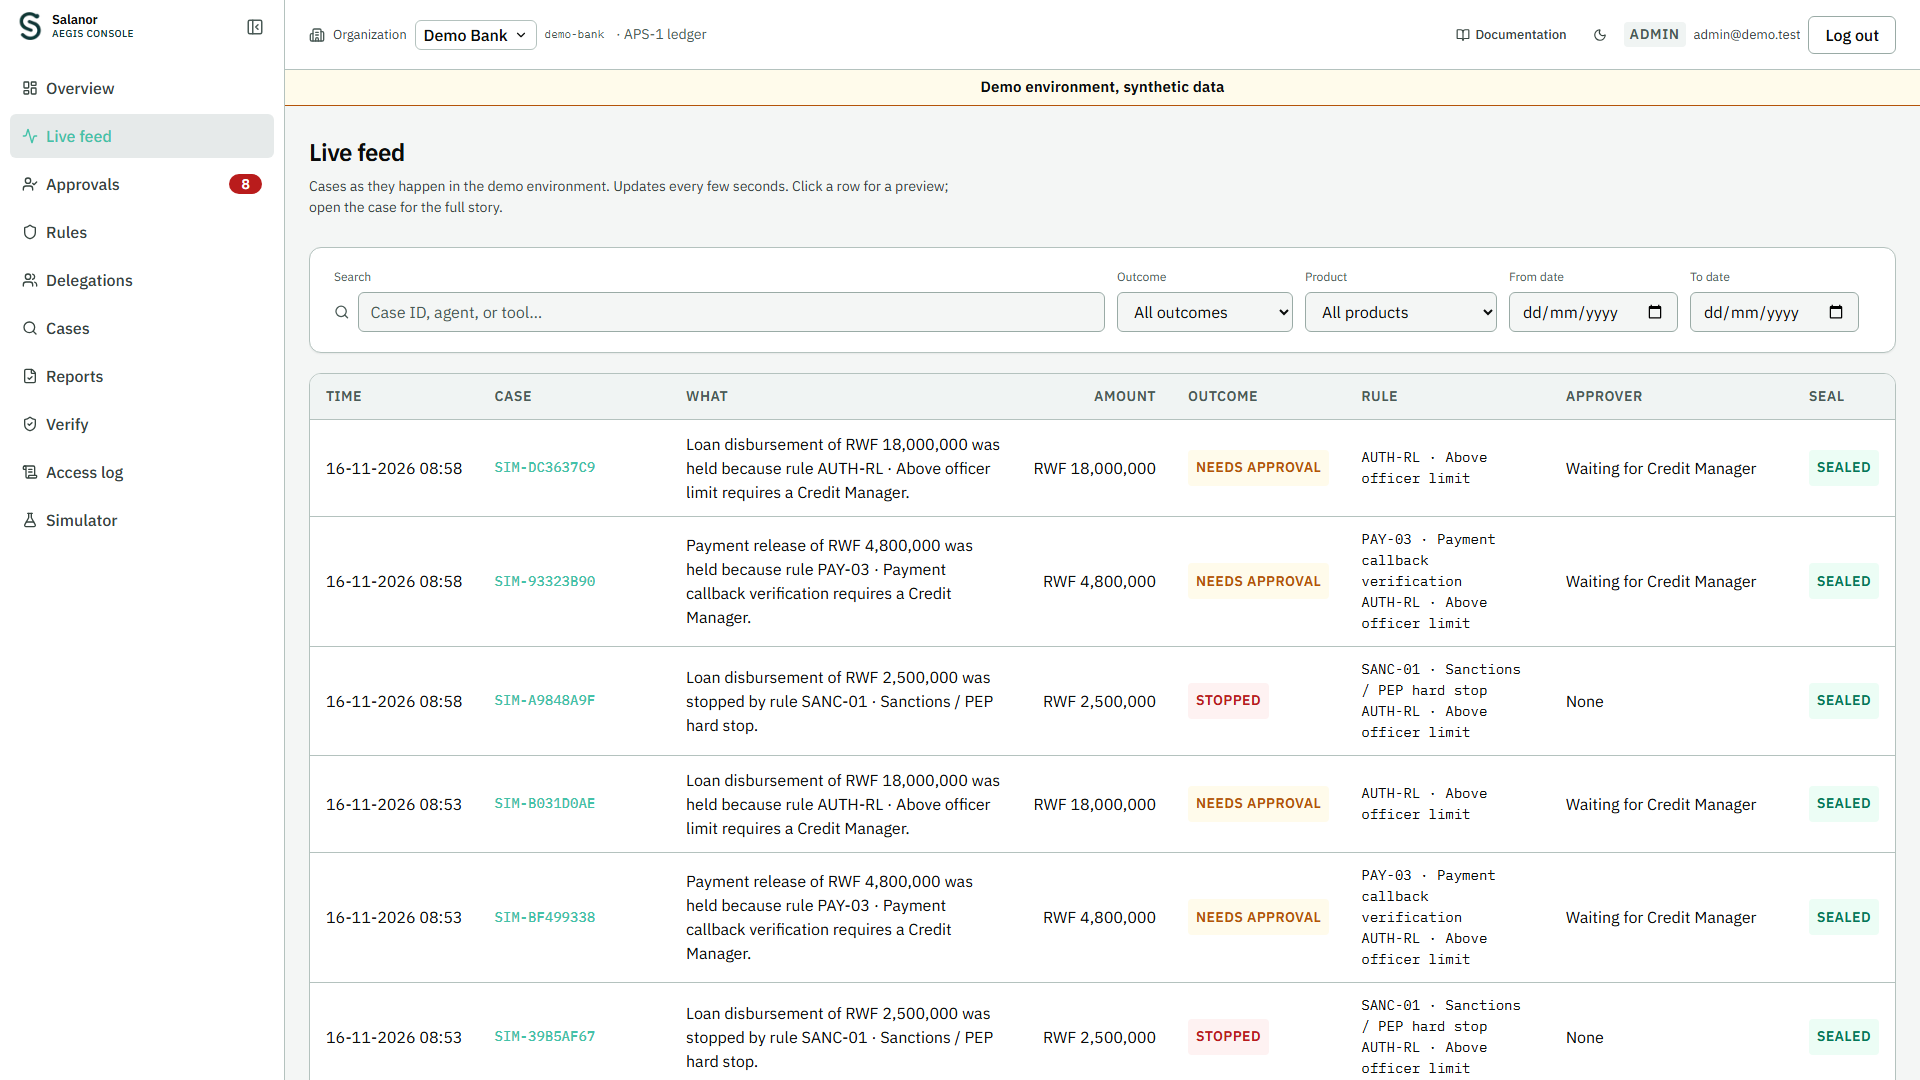 Salanor
AEGIS CONSOLE
Overview
Live feed
Approvals
8
Rules
Delegations
Cases
Reports
Verify
Access log
Simulator
Organization
Demo Bank
demo-bank
· APS-1 ledger
Documentation
ADMIN
admin@demo.test
Log out
Demo environment, synthetic data
Live feed
Cases as they happen in the demo environment. Updates every few seconds. Click a row for a preview;
open the case for the full story.
Search
Outcome
Product
From date
To date
Case ID, agent, or tool...
All outcomes
All products
dd/mm/yyyy
dd/mm/yyyy
TIME
CASE
WHAT
AMOUNT
OUTCOME
RULE
APPROVER
SEAL
16-11-2026 08:58
SIM-DC3637C9
Loan disbursement of RWF 18,000,000 was
held because rule AUTH-RL · Above officer
limit requires a Credit Manager.
RWF 18,000,000
NEEDS APPROVAL
AUTH-RL · Above
officer limit
Waiting for Credit Manager
SEALED
16-11-2026 08:58
SIM-93323B90
Payment release of RWF 4,800,000 was
held because rule PAY-03 · Payment
callback verification requires a Credit
Manager.
RWF 4,800,000
NEEDS APPROVAL
PAY-03 · Payment
callback
verification
AUTH-RL · Above
officer limit
Waiting for Credit Manager
SEALED
16-11-2026 08:58
SIM-A9848A9F
Loan disbursement of RWF 2,500,000 was
stopped by rule SANC-01 · Sanctions / PEP
hard stop.
RWF 2,500,000
STOPPED
SANC-01 · Sanctions
/ PEP hard stop
AUTH-RL · Above
officer limit
None
SEALED
16-11-2026 08:53
SIM-B031D0AE
Loan disbursement of RWF 18,000,000 was
held because rule AUTH-RL · Above officer
limit requires a Credit Manager.
RWF 18,000,000
NEEDS APPROVAL
AUTH-RL · Above
officer limit
Waiting for Credit Manager
SEALED
16-11-2026 08:53
SIM-BF499338
Payment release of RWF 4,800,000 was
held because rule PAY-03 · Payment
callback verification requires a Credit
Manager.
RWF 4,800,000
NEEDS APPROVAL
PAY-03 · Payment
callback
verification
AUTH-RL · Above
officer limit
Waiting for Credit Manager
SEALED
16-11-2026 08:53
SIM-39B5AF67
Loan disbursement of RWF 2,500,000 was
stopped by rule SANC-01 · Sanctions / PEP
hard stop.
RWF 2,500,000
STOPPED
SANC-01 · Sanctions
/ PEP hard stop
AUTH-RL · Above
officer limit
None
SEALED